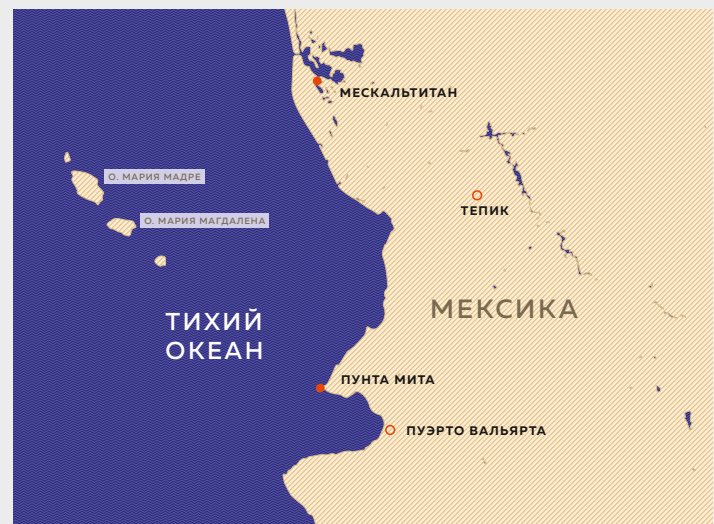 МЕСКАЛЬТИТАН
О. МАРИЯ МАДРЕ
ТЕПИК
О. МАРИЯ МАГДАЛЕНА
МЕКСИКА
ТИХИЙ
ОКЕАН
ПУНТА МИТА
ПУЭРТО ВАЛЬЯРТА